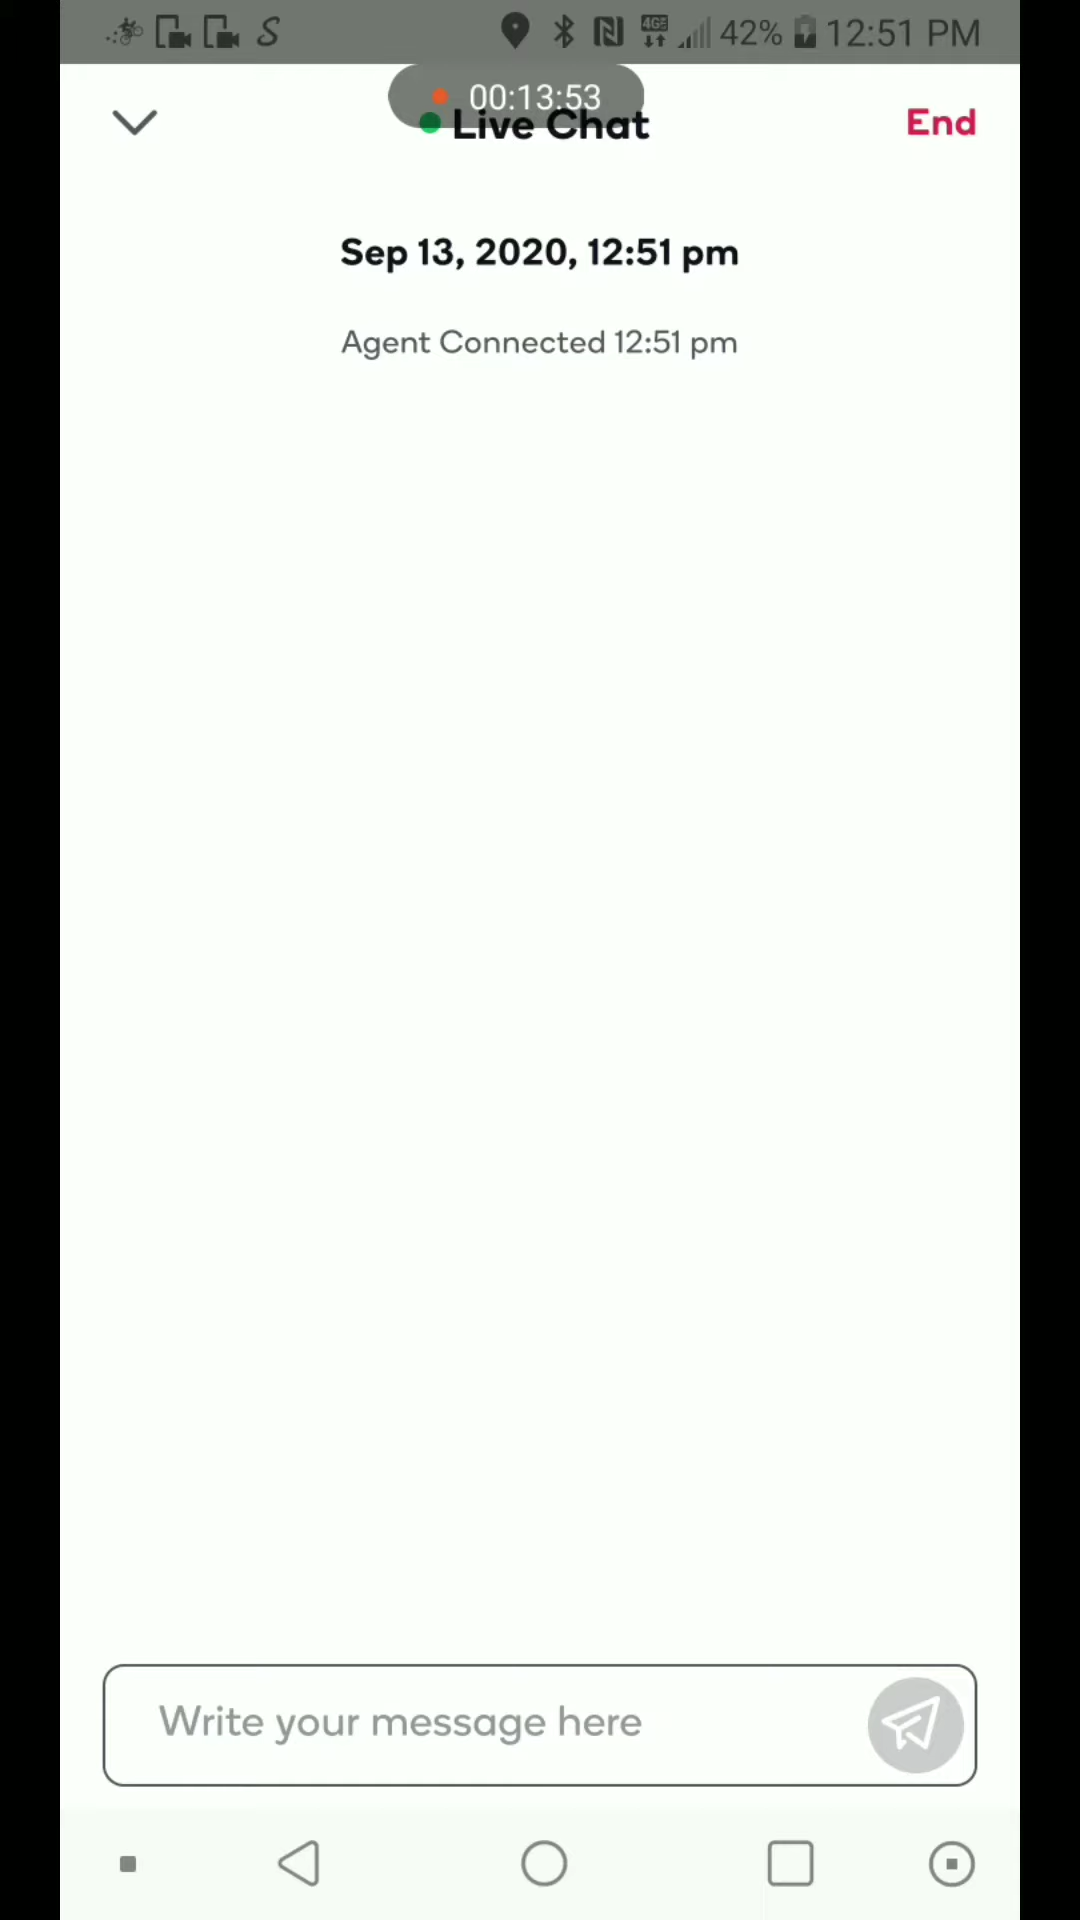 4GE 42% 12:51 PM
00:13:53
Live Chat
End
Sep 13, 2020, 12:51 pm
Agent Connected 12:51 pm
Write your message here